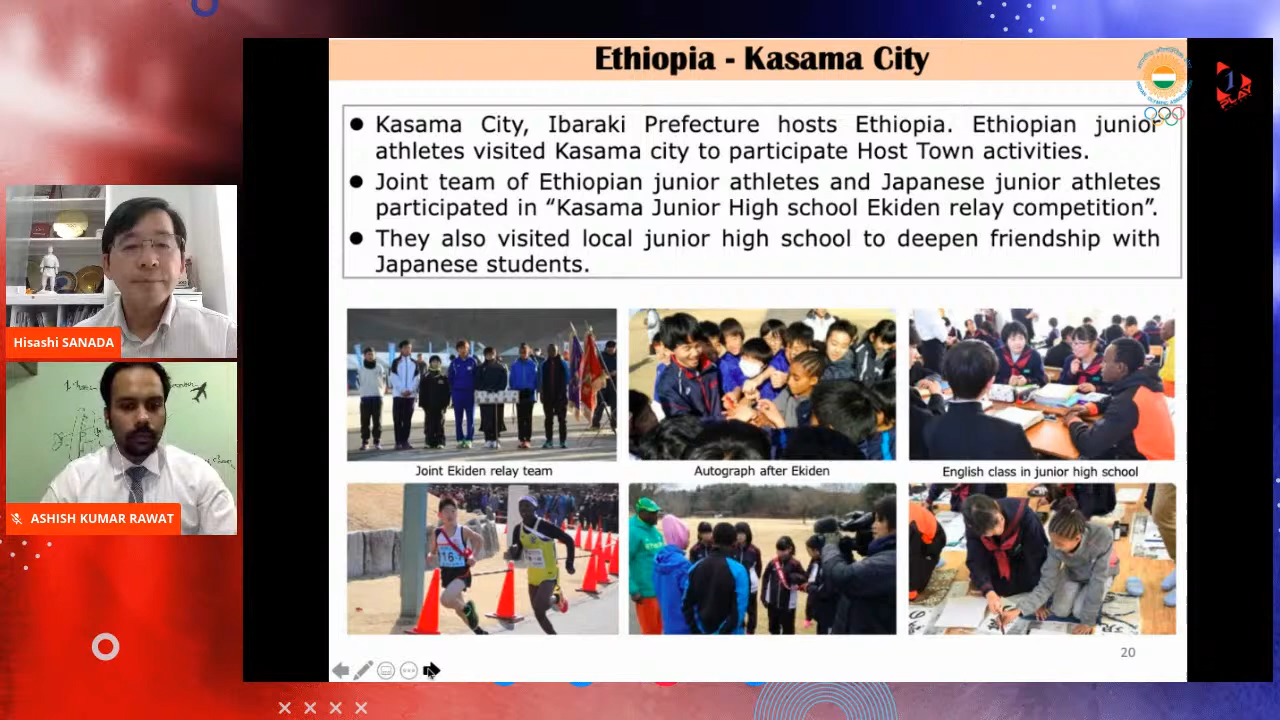 Ethiopia - Kasama City
● Kasama City, Ibaraki Prefecture hosts Ethiopia. Ethiopian junior
athletes visited Kasama city to participate Host Town activities.
● Joint team of Ethiopian junior athletes and Japanese junior athletes
participated in “Kasama Junior High school Ekiden relay competition”.
● They also visited local junior high school to deepen friendship with
Japanese students.
Joint Ekiden relay team
Autograph after Ekiden
English class in junior high school
20
Hisashi SANADA
ASHISH KUMAR RAWAT
1
PLAY